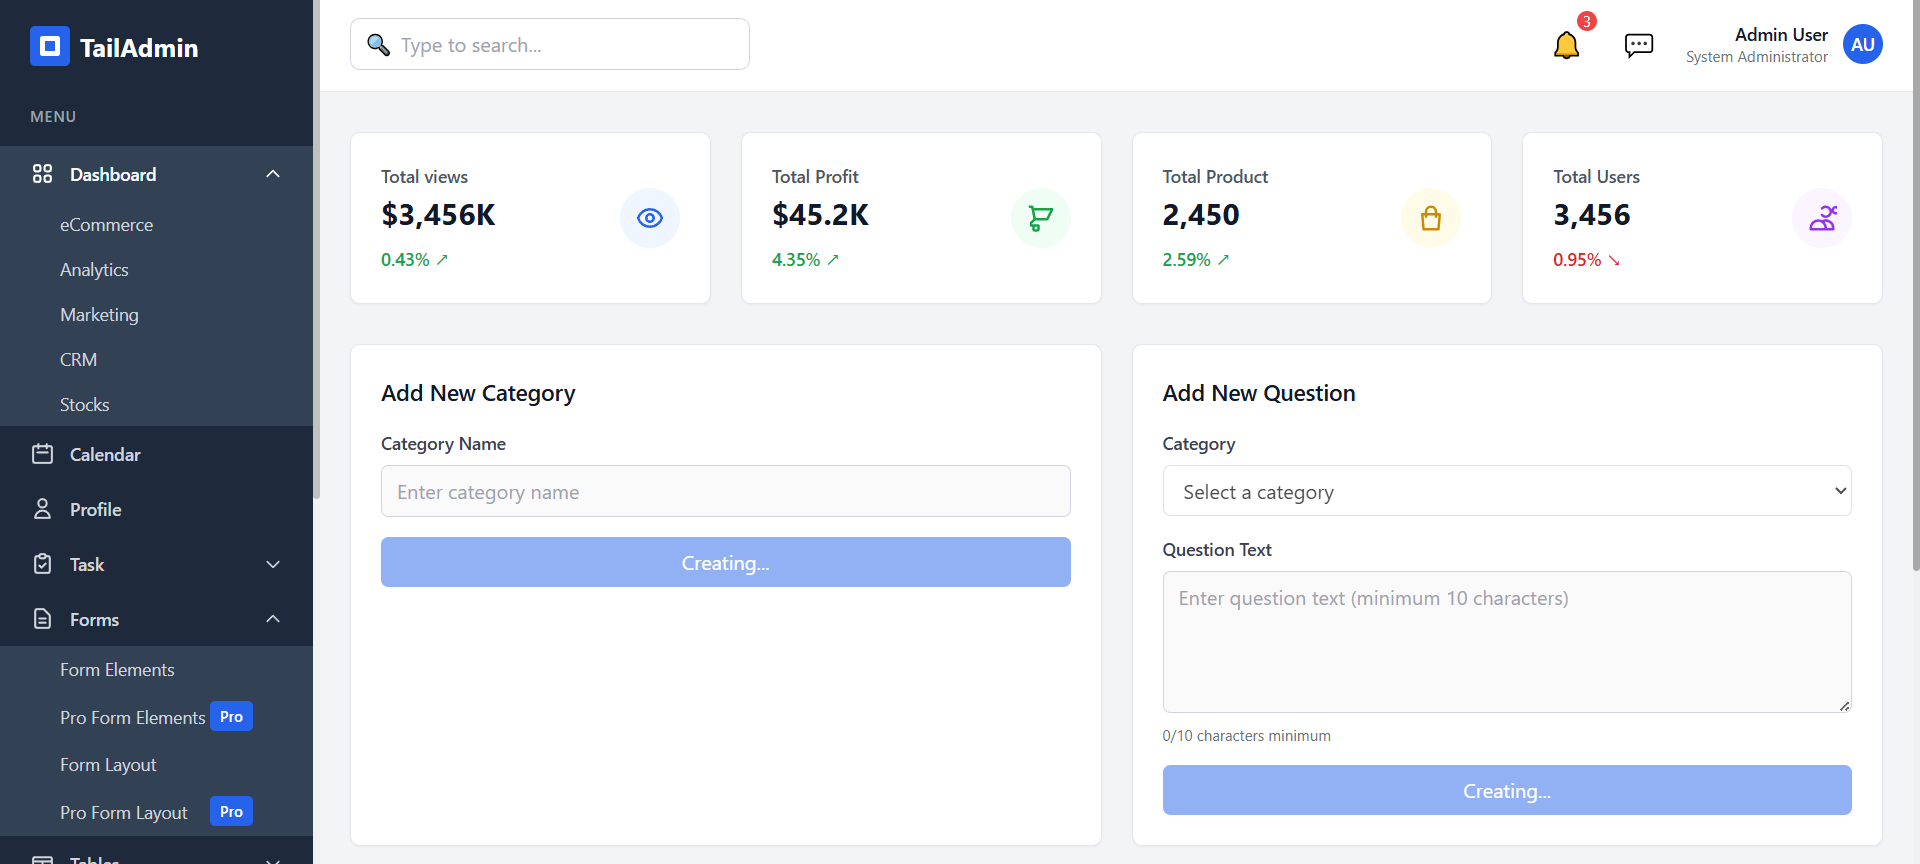 TailAdmin
MENU
Dashboard
eCommerce
Analytics
Marketing
CRM
Stocks
Calendar
Profile
Task
Forms
Form Elements
Pro Form Elements Pro
Form Layout
Pro Form Layout Pro
Tables
Type to search...
3
Admin User
System Administrator
AU
Total views
$3,456K
0.43% ↗
Total Profit
$45.2K
4.35% ↗
Total Product
2,450
2.59% ↗
Total Users
3,456
0.95% ↘
Add New Category
Category Name
Enter category name
Creating...
Add New Question
Category
Select a category
Question Text
Enter question text (minimum 10 characters)
0/10 characters minimum
Creating...